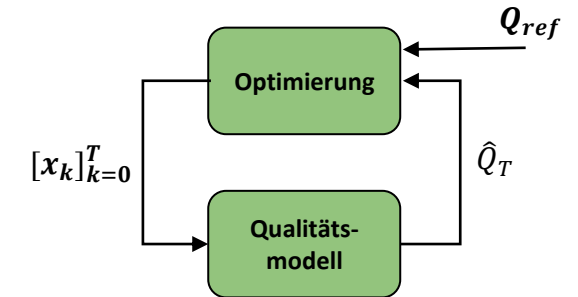 Q_ref
Optimierung
[x_k]_{k=0}^T
Q̂_T
Qualitäts-
modell